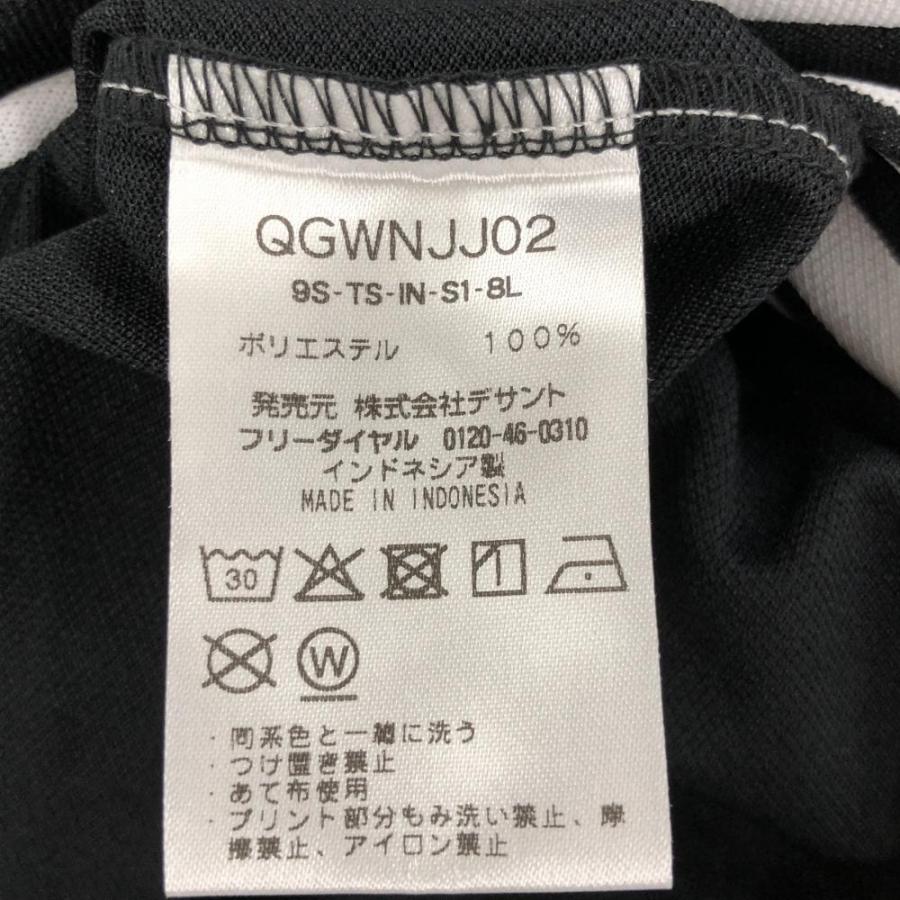 QGWNJJ02
9S-TS-IN-S1-8L
ポリエステル 100%
発売元 株式会社デサント
フリーダイヤル 0120-46-0310
インドネシア製
MADE IN INDONESIA
30
W
・同系色と一緒に洗う
・つけ置き禁止
・あて布使用
・プリント部分もみ洗い禁止、摩
擦禁止、アイロン禁止